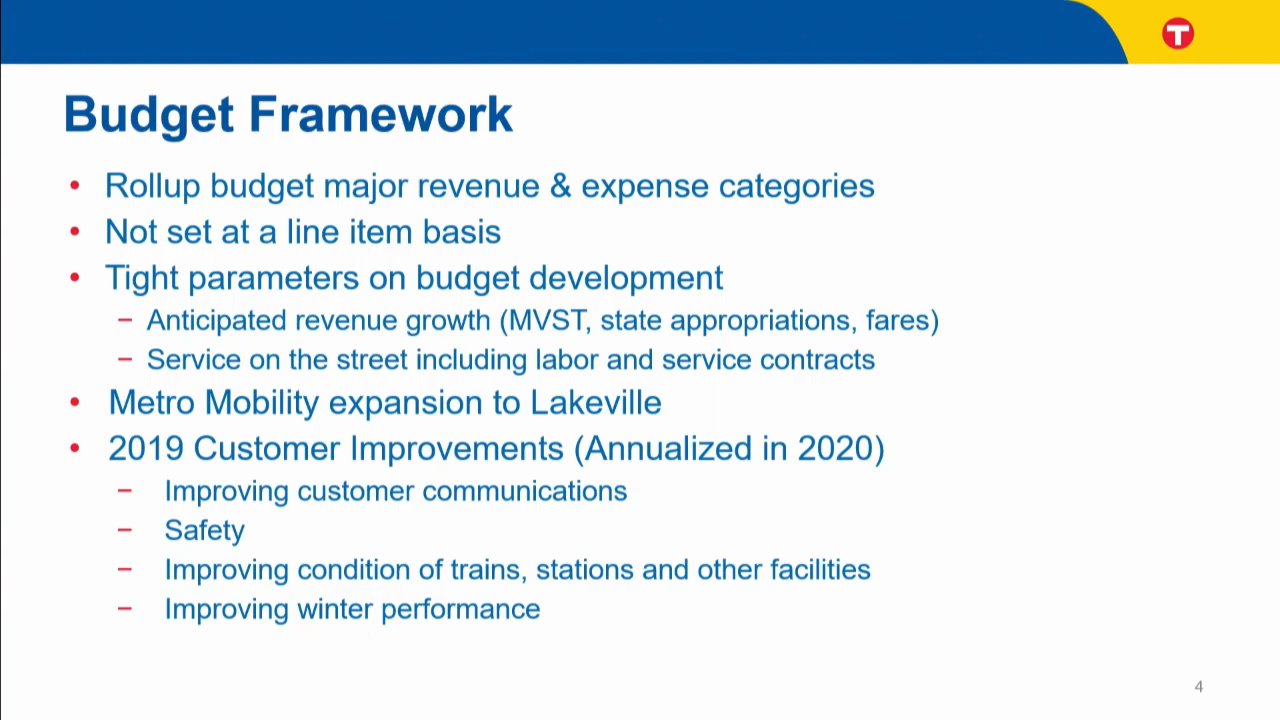 T
Budget Framework
• Rollup budget major revenue & expense categories
• Not set at a line item basis
• Tight parameters on budget development
− Anticipated revenue growth (MVST, state appropriations, fares)
− Service on the street including labor and service contracts
• Metro Mobility expansion to Lakeville
• 2019 Customer Improvements (Annualized in 2020)
− Improving customer communications
− Safety
− Improving condition of trains, stations and other facilities
− Improving winter performance
4